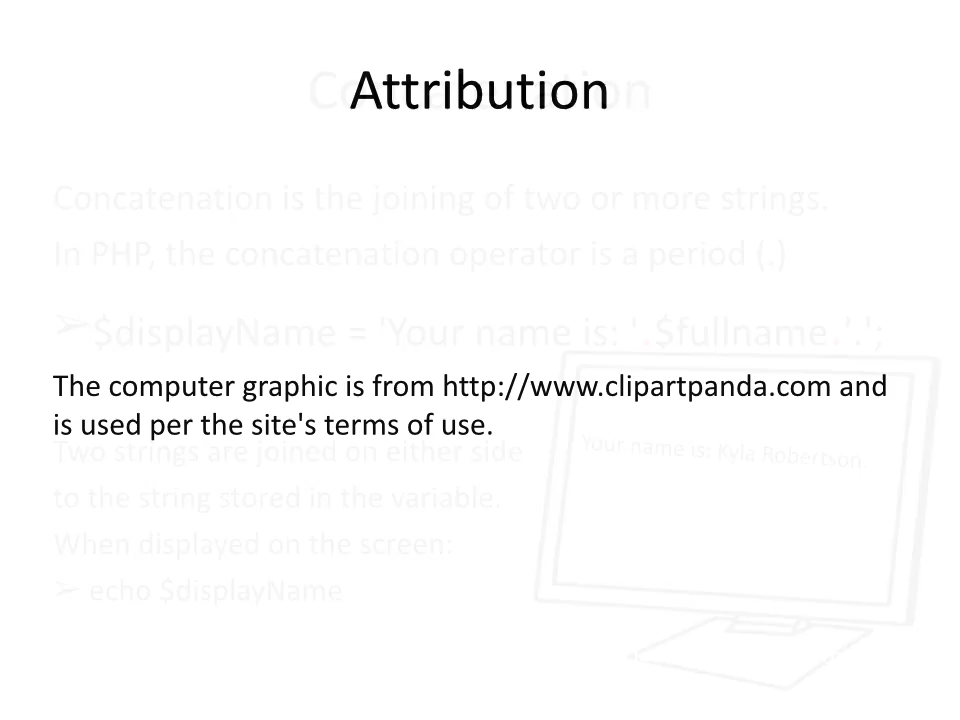 Attribution
Concatenation
Concatenation is the joining of two or more strings.
In PHP, the concatenation operator is a period (.)
➢$displayName = 'Your name is: '.$fullname.'.';
The computer graphic is from http://www.clipartpanda.com and
is used per the site's terms of use.
Two strings are joined on either side
to the string stored in the variable.
When displayed on the screen:
➢ echo $displayName
Your name is: Kyla Robertson